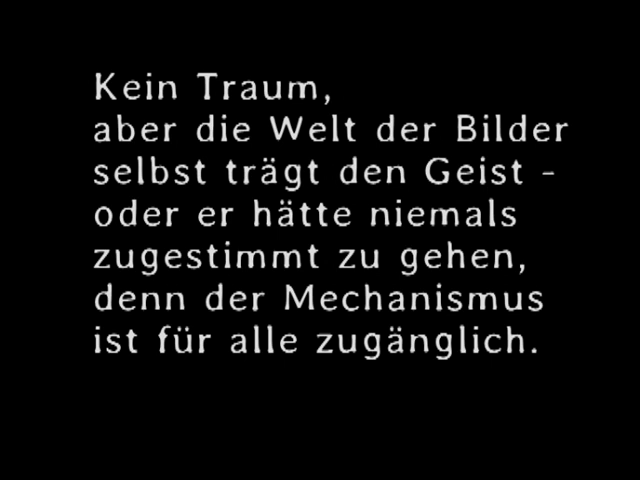 Kein Traum,
aber die Welt der Bilder
selbst trägt den Geist -
oder er hätte niemals
zugestimmt zu gehen,
denn der Mechanismus
ist für alle zugänglich.